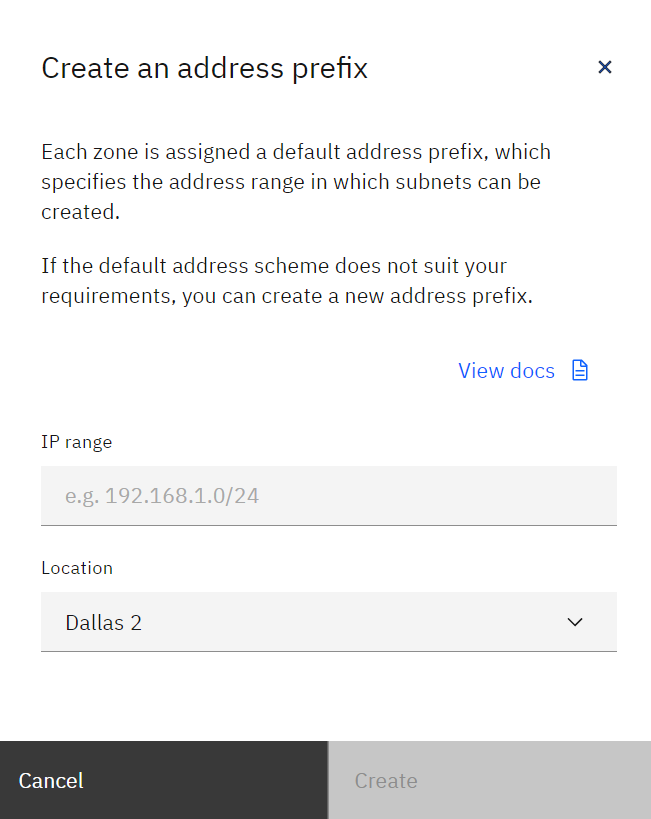 Create an address prefix
Each zone is assigned a default address prefix, which
specifies the address range in which subnets can be
created.
If the default address scheme does not suit your
requirements, you can create a new address prefix.
View docs
IP range
e.g. 192.168.1.0/24
Location
Dallas 2
Cancel
Create